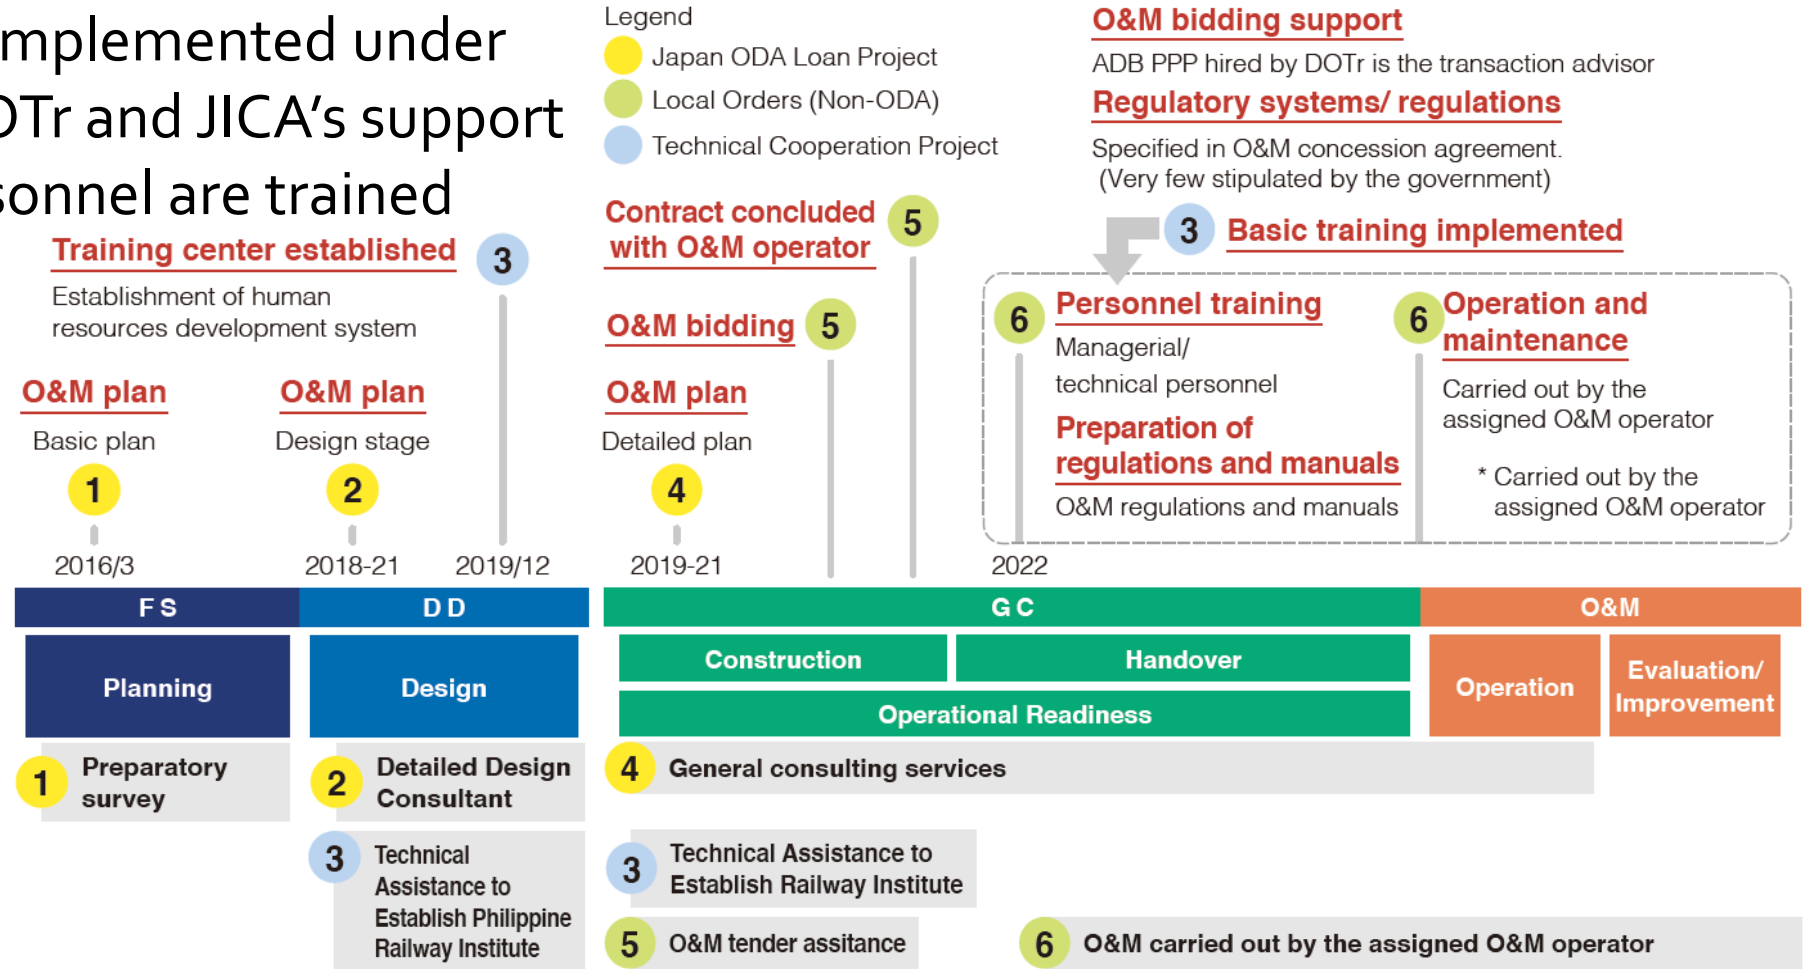 mplemented under
OTr and JICA's support
sonnel are trained
Legend
Japan ODA Loan Project
Local Orders (Non-ODA)
Technical Cooperation Project
O&M bidding support
ADB PPP hired by DOTr is the transaction advisor
Regulatory systems/ regulations
Specified in O&M concession agreement.
(Very few stipulated by the government)
3 Basic training implemented
Training center established 3
Establishment of human
resources development system
Contract concluded
with O&M operator
5
O&M bidding 5
6
Personnel training
Managerial/
technical personnel
Preparation of
regulations and manuals
O&M regulations and manuals
6
Operation and
maintenance
Carried out by the
assigned O&M operator
* Carried out by the
assigned O&M operator
O&M plan
Basic plan
1
2016/3
O&M plan
Design stage
2
2018-21
2019/12
O&M plan
Detailed plan
4
2019-21
2022
FS
DD
GC
O&M
Planning
Design
Construction
Handover
Operational Readiness
Operation
Evaluation/
Improvement
1
Preparatory
survey
2
Detailed Design
Consultant
4 General consulting services
3
Technical
Assistance to
Establish Philippine
Railway Institute
3
Technical Assistance to
Establish Railway Institute
5 O&M tender assitance
6 O&M carried out by the assigned O&M operator